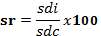 sr = sdi/sdc x100